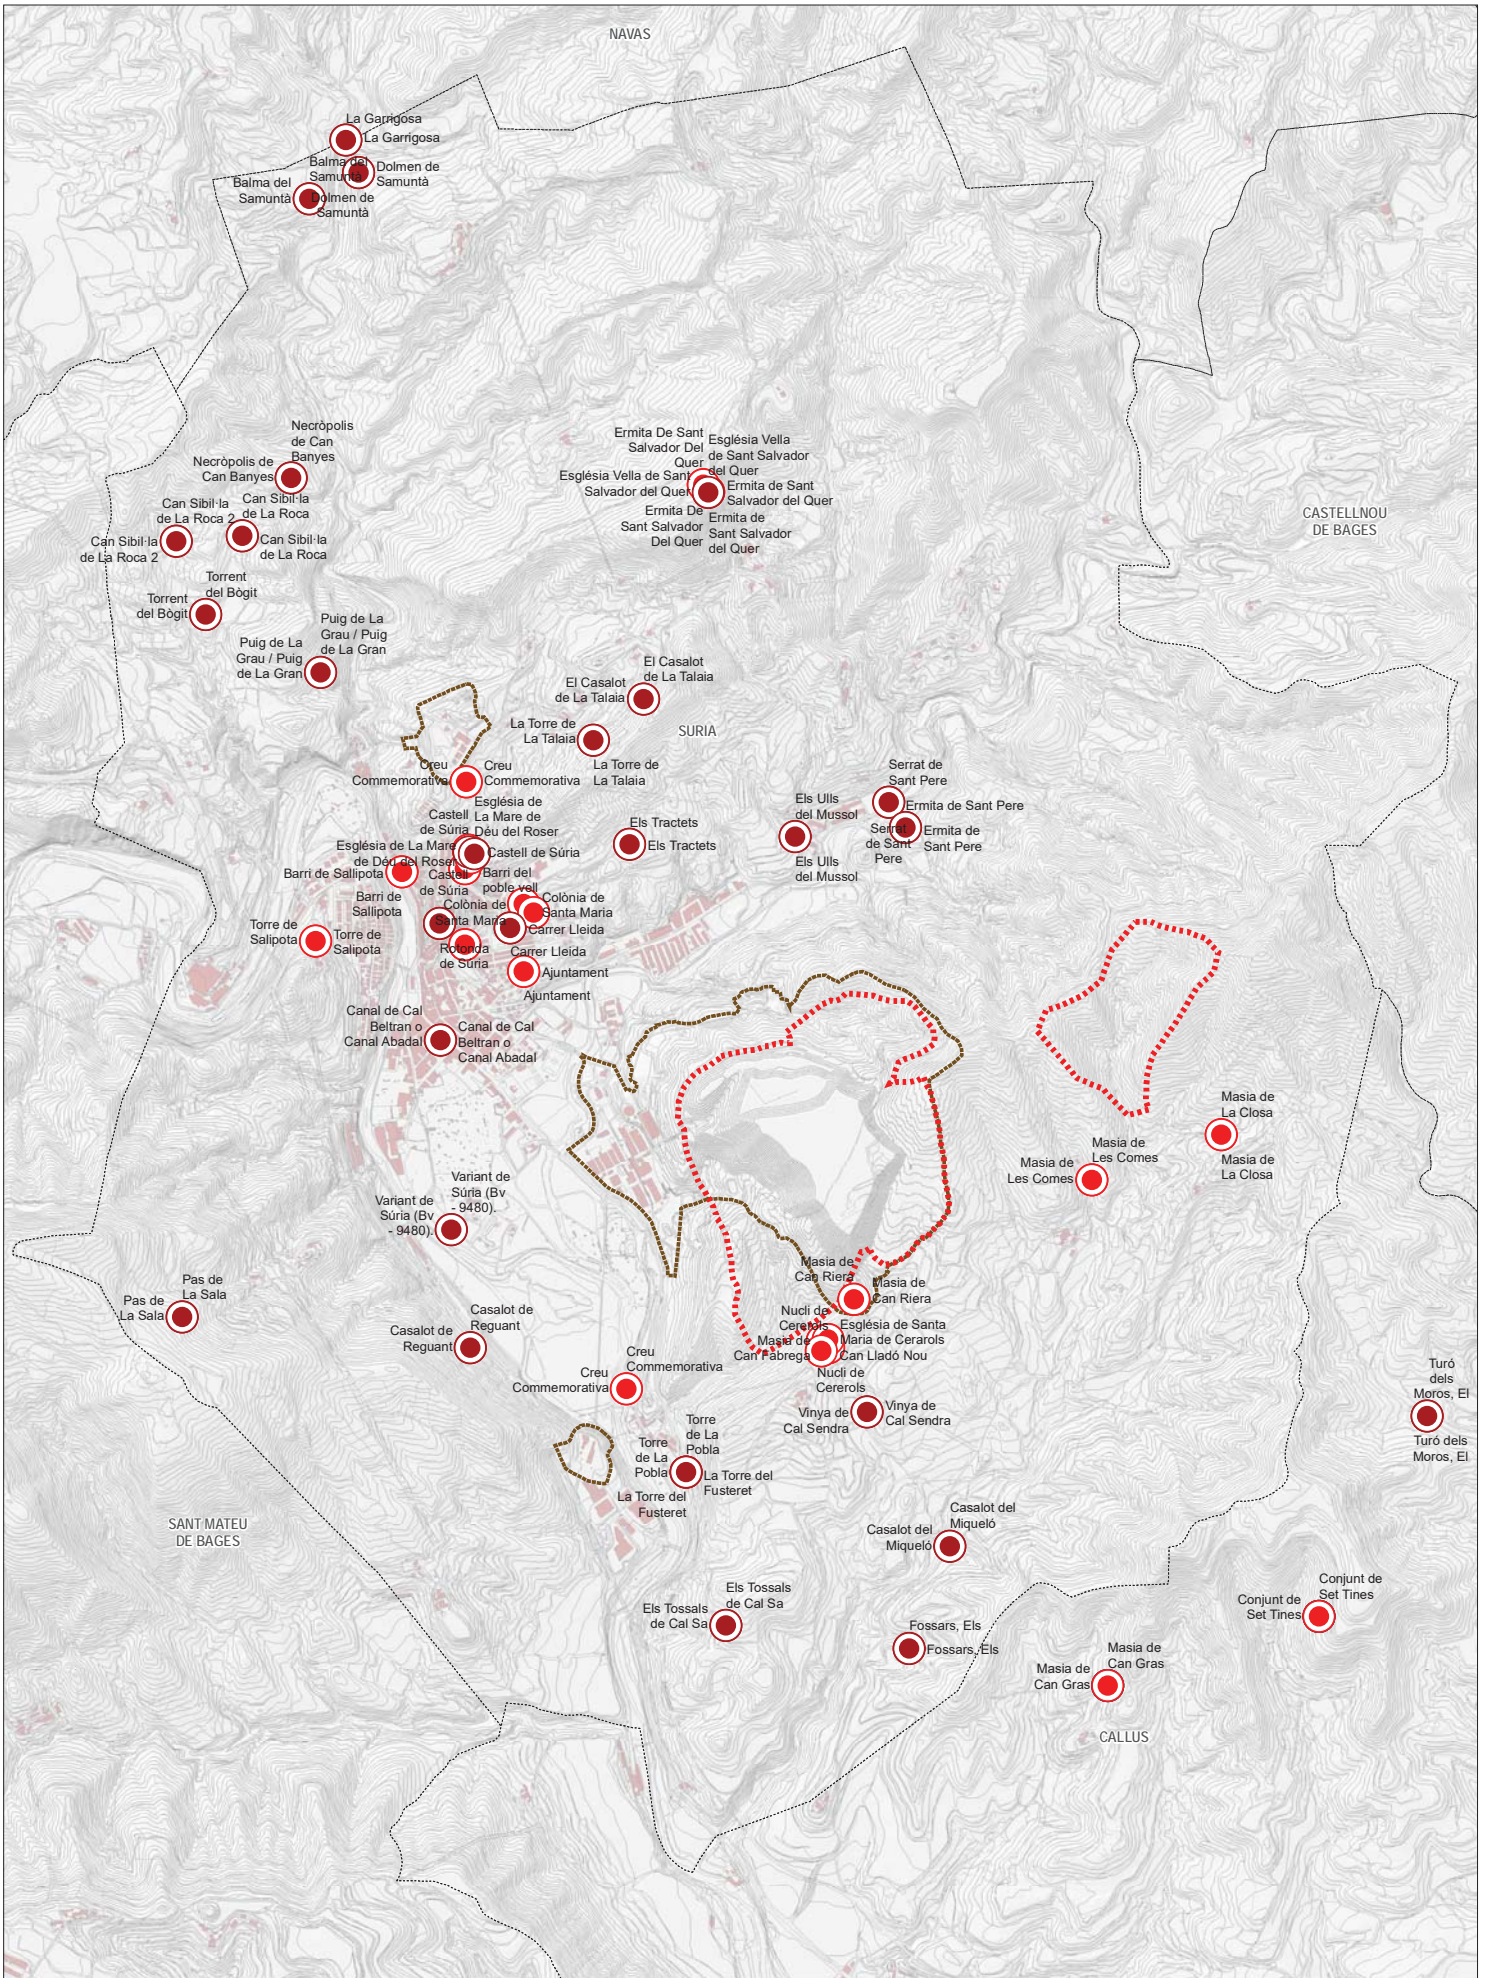 NAVAS
La Garrigosa
La Garrigosa
Balma del
Samuntà
Dolmen de
Samuntà
Balma del
Samuntà
Dolmen de
Samuntà
Necròpolis
de Can
Banyes
Necròpolis de
Can Banyes
Can Sibil·la
de La Roca 2
Can Sibil·la
de La Roca
Can Sibil·la
de La Roca 2
Can Sibil·la
de La Roca
Torrent
del Bògit
Torrent
del Bògit
Puig de La
Grau / Puig
de La Gran
Puig de La
Grau / Puig
de La Gran
Ermita De Sant
Salvador Del
Quer
Església Vella
de Sant Salvador
del Quer
Església Vella de Sant
Salvador del Quer
Ermita de Sant
Salvador del Quer
Ermita De
Sant Salvador
Del Quer
Ermita de
Sant Salvador
del Quer
CASTELLNOU
DE BAGES
El Casalot
de La Talaia
El Casalot
de La Talaia
SURIA
La Torre de
La Talaia
La Torre de
La Talaia
Creu
Commemorativa
Creu
Commemorativa
Serrat de
Sant Pere
Ermita de Sant Pere
Serrat
de Sant
Pere
Ermita de
Sant Pere
Els Ulls
del Mussol
Els Ulls
del Mussol
Els Tractets
Els Tractets
Església de
La Mare de
Déu del Roser
Castell
de Súria
Església de La Mare
de Déu del Roser
Castell de Súria
Barri de Sallipota
Castell
de Súria
Barri del
poble vell
Barri de
Sallipota
Colònia de
Santa Maria
Colònia de
Santa Maria
Carrer Lleida
Torre de
Salipota
Torre de
Salipota
Rotonda
de Súria
Carrer Lleida
Ajuntament
Ajuntament
Canal de Cal
Beltran o
Canal Abadal
Canal de Cal
Beltran o
Canal Abadal
Masia de
La Closa
Masia de
La Closa
Masia de
Les Comes
Masia de
Les Comes
Variant de
Súria (Bv
- 9480).
Variant de
Súria (Bv
- 9480).
Masia de
Can Riera
Masia de
Can Riera
Pas de
La Sala
Pas de
La Sala
Casalot de
Reguant
Casalot de
Reguant
Nucli de
Cererols
Església de Santa
Maria de Cerarols
Masia de
Can Fàbrega
Can Lladó Nou
Nucli de
Cererols
Creu
Commemorativa
Creu
Commemorativa
Turó
dels
Moros, El
Turó dels
Moros, El
Vinya de
Cal Sendra
Vinya de
Cal Sendra
Torre
de La
Pobla
Torre
de La
Pobla
La Torre del
Fusteret
La Torre del
Fusteret
SANT MATEU
DE BAGES
Casalot del
Miqueló
Casalot del
Miqueló
Els Tossals
de Cal Sa
Els Tossals
de Cal Sa
Fossars, Els
Fossars, Els
Conjunt de
Set Tines
Conjunt de
Set Tines
Masia de
Can Gras
Masia de
Can Gras
CALLUS